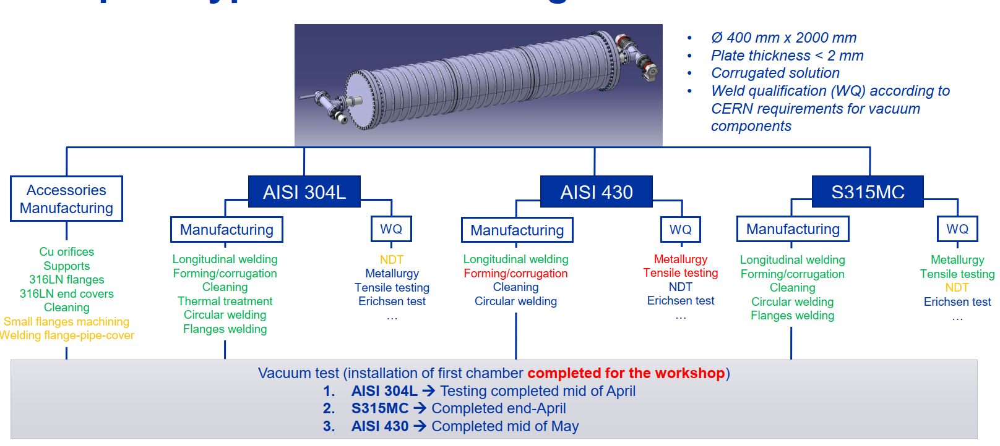 • Ø 400 mm x 2000 mm
• Plate thickness < 2 mm
• Corrugated solution
• Weld qualification (WQ) according to
CERN requirements for vacuum
components
Accessories
Manufacturing
Cu orifices
Supports
316LN flanges
316LN end covers
Cleaning
Small flanges machining
Welding flange-pipe-cover
AISI 304L
Manufacturing
Longitudinal welding
Forming/corrugation
Cleaning
Thermal treatment
Circular welding
Flanges welding
WQ
NDT
Metallurgy
Tensile testing
Erichsen test
…
AISI 430
Manufacturing
Longitudinal welding
Forming/corrugation
Cleaning
Circular welding
WQ
Metallurgy
Tensile testing
NDT
Erichsen test
…
S315MC
Manufacturing
Longitudinal welding
Forming/corrugation
Cleaning
Circular welding
Flanges welding
WQ
Metallurgy
Tensile testing
NDT
Erichsen test
…
Vacuum test (installation of first chamber completed for the workshop)
1. AISI 304L → Testing completed mid of April
2. S315MC → Completed end-April
3. AISI 430 → Completed mid of May